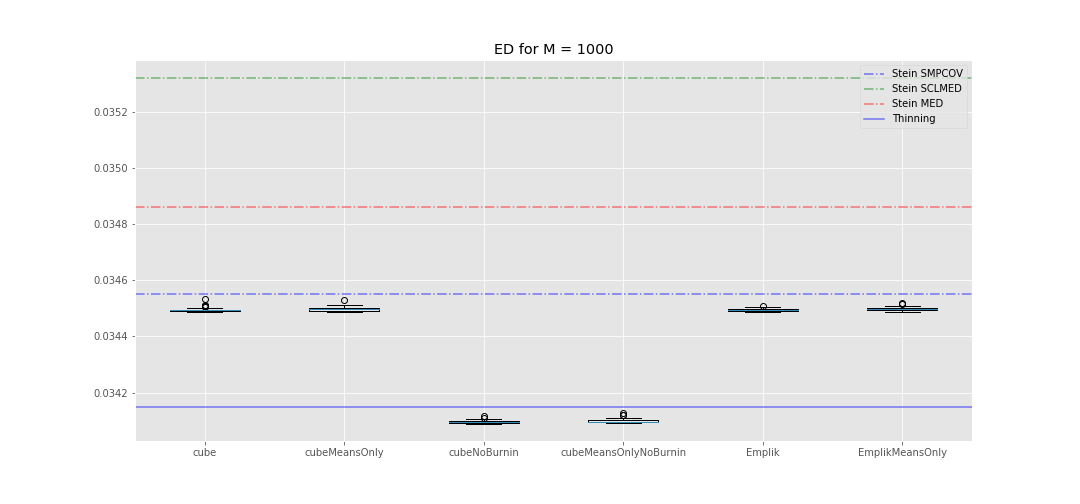 ED for M = 1000
Stein SMPCOV
Stein SCLMED
Stein MED
Thinning
0.0352
0.0350
0.0348
0.0346
0.0344
0.0342
cube
cubeMeansOnly
cubeNoBurnin
cubeMeansOnlyNoBurnin
Emplik
EmplikMeansOnly